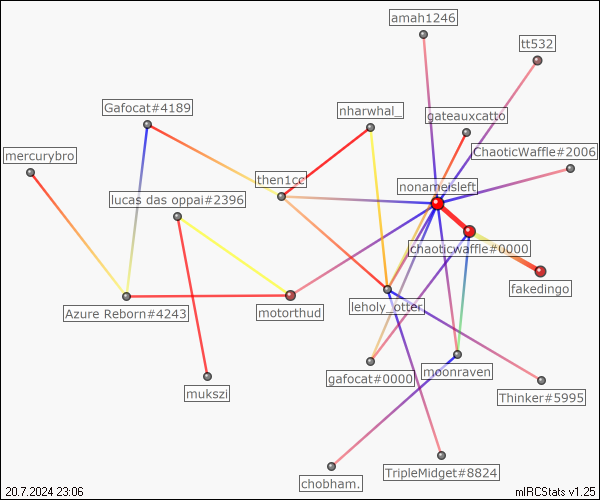 amah1246
tt532
Gafocat#4189
nharwhal_
gateauxcatto
mercurybro
ChaoticWaffle#2006
then1cc
nonameisleft
lucas das oppai#2396
chaoticwaffle#0000
fakedingo
leholy_otter
Azure Reborn#4243
motorthud
gafocat#0000
moonraven
mukszi
Thinker#5995
chobham.
TripleMidget#8824
20.7.2024 23:06
mIRCStats v1.25